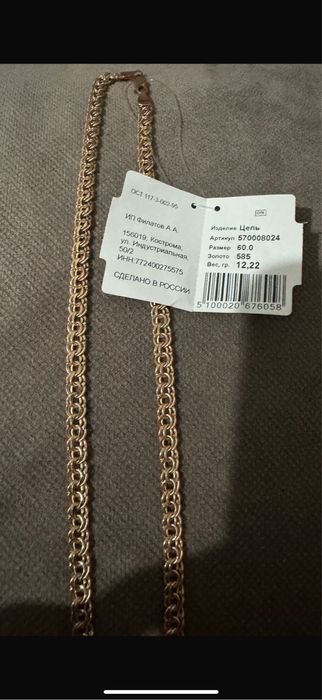 ОСТ 117-3-002-95
ИП Филатов А.А.
156019, Кострома,
ул. Индустриальная,
50/2
ИНН:772400275575
СДЕЛАНО В РОССИИ
Изделие Цепь
Артикул 570008024
Размер 60.0
Золото 585
Вес, гр. 12,22
5100020676058